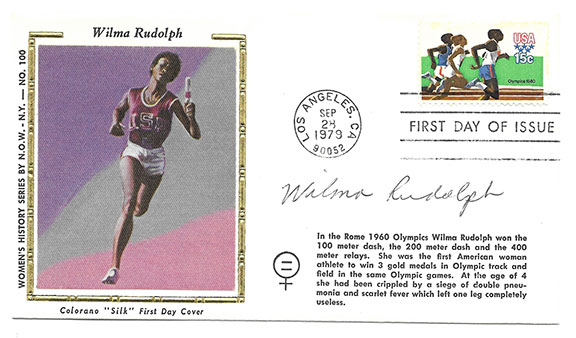 Wilma Rudolph
WOMEN'S HISTORY SERIES BY N.O.W. - N.Y. — NO. 100
USA
Colorano "Silk" First Day Cover
USA
15c
Olympics 1980
LOS ANGELES, CA
SEP
28
1979
90052
FIRST DAY OF ISSUE
Wilma Rudolph
In the Rome 1960 Olympics Wilma Rudolph won the
100 meter dash, the 200 meter dash and the 400
meter relays. She was the first American woman
athlete to win 3 gold medals in Olympic track and
field in the same Olympic games. At the age of 4
she had been crippled by a siege of double pneu-
monia and scarlet fever which left one leg completely
useless.